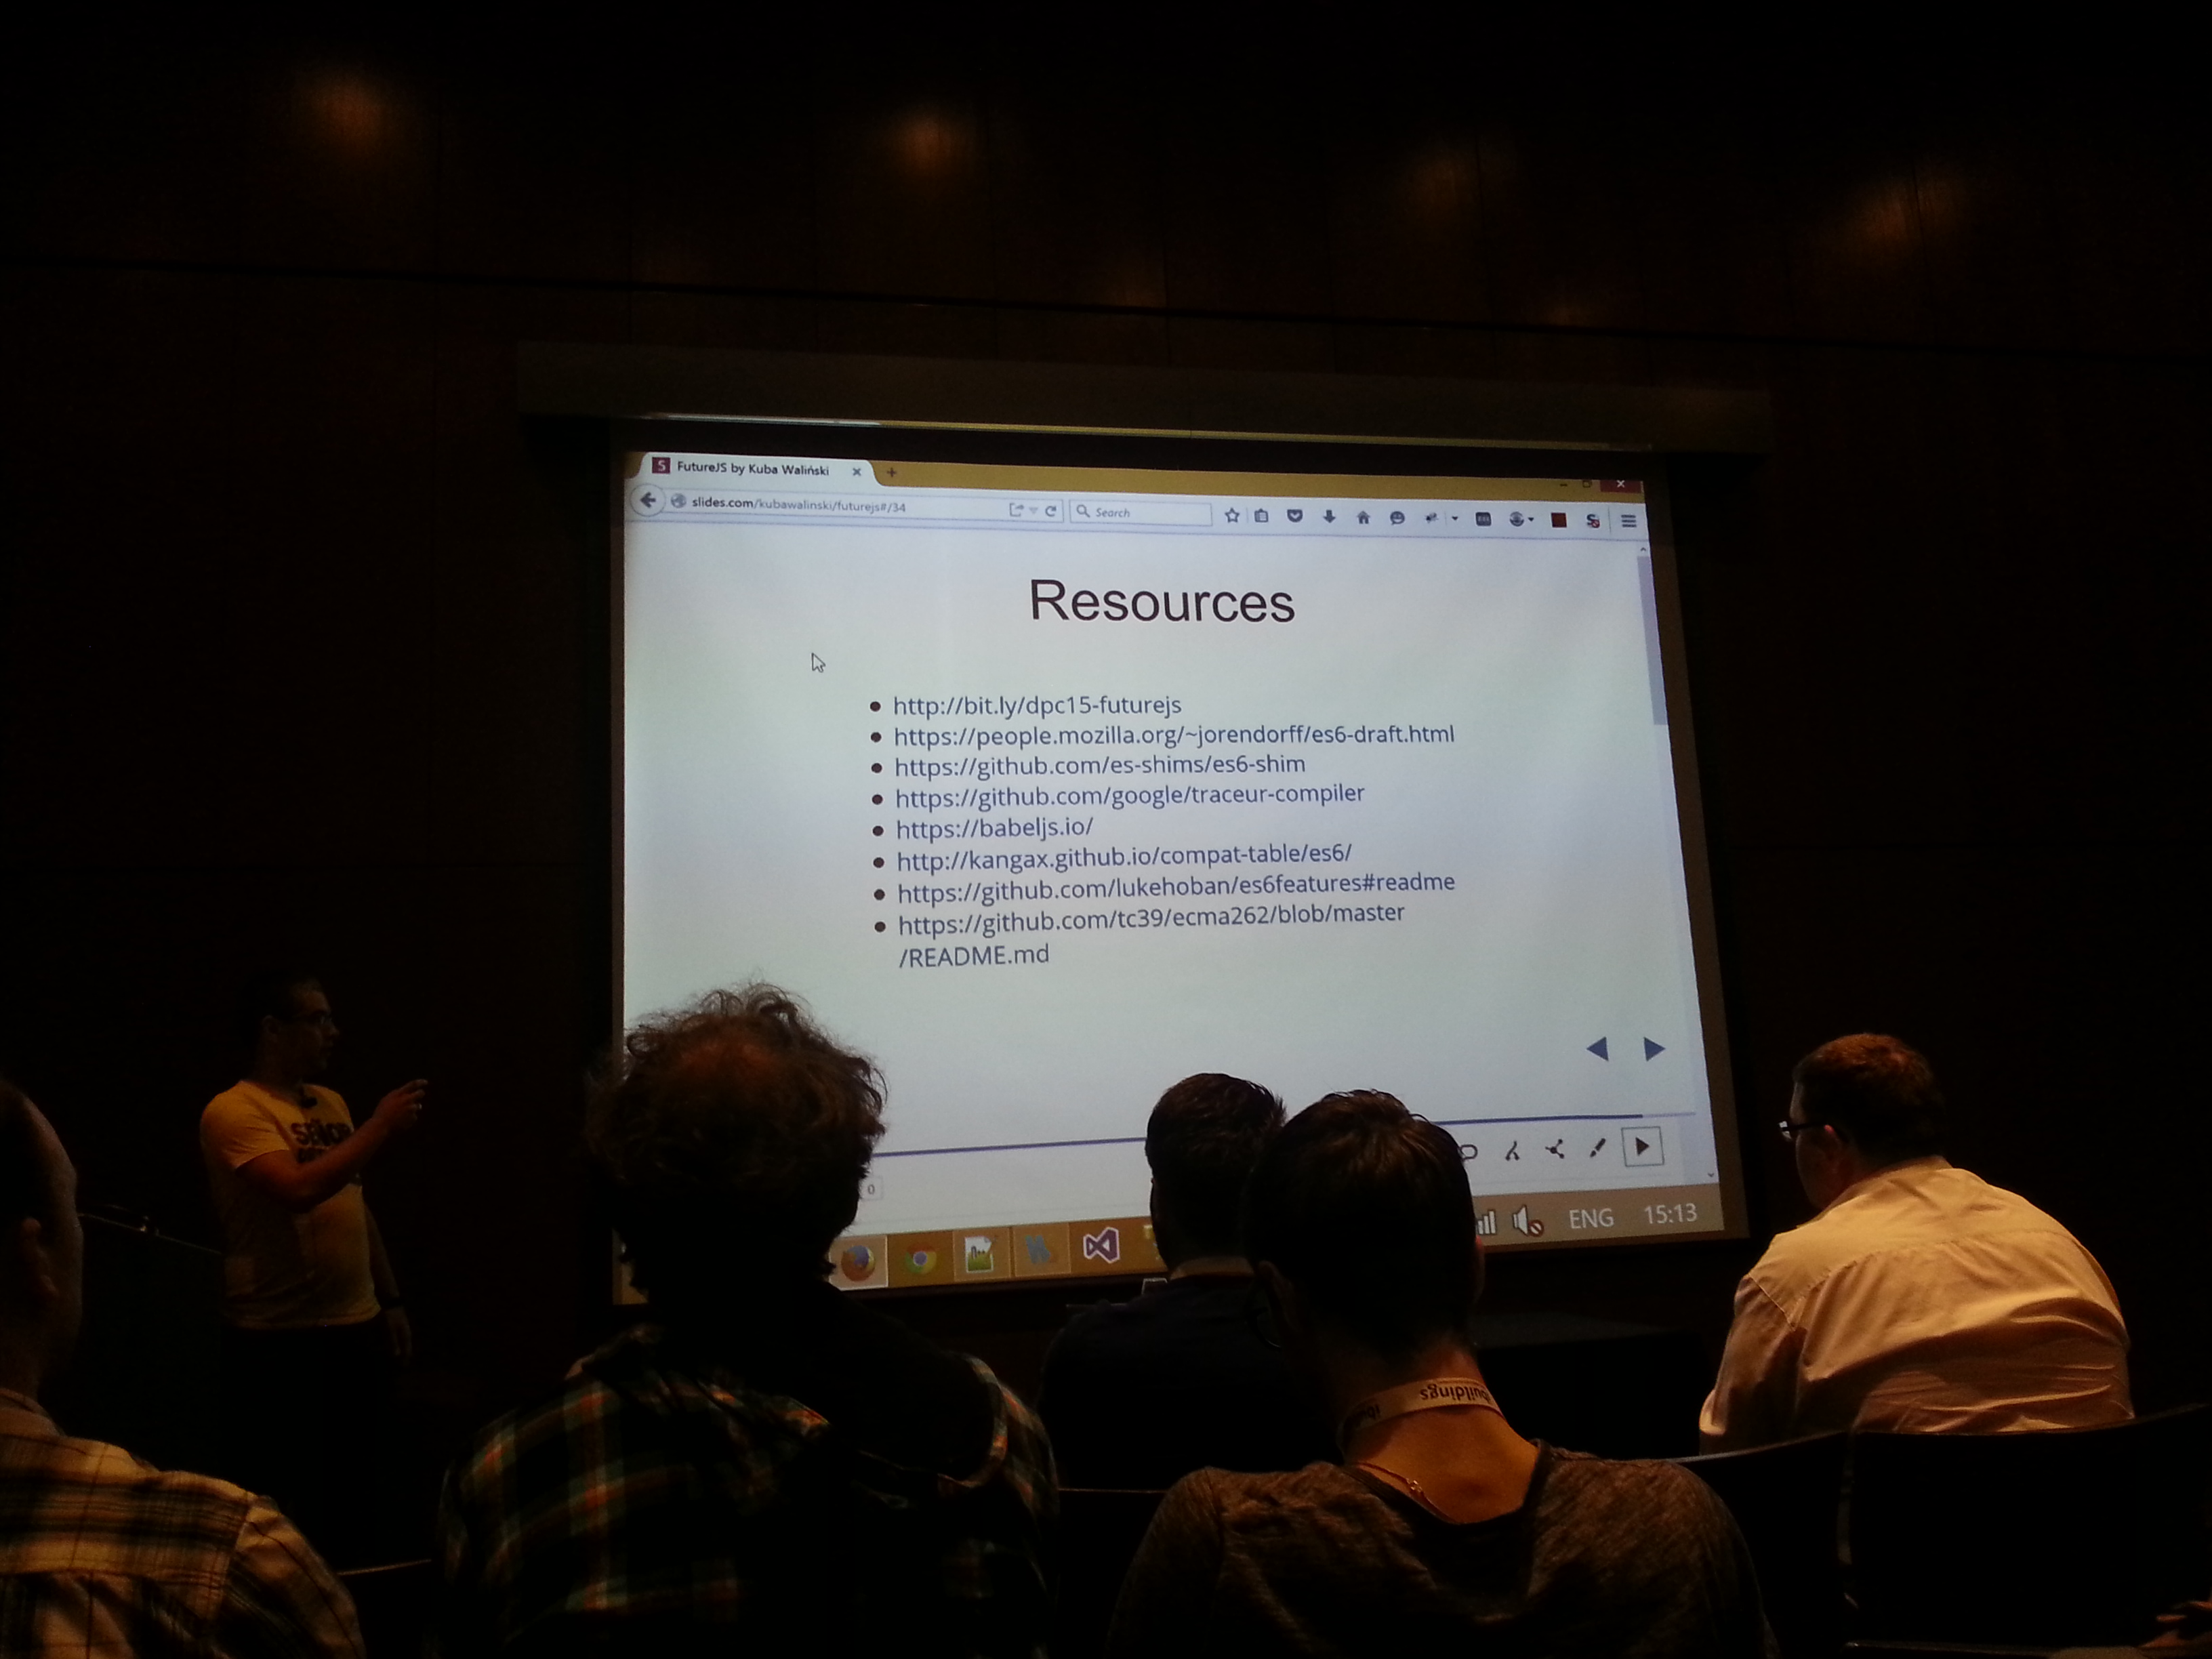 FutureJS by Kuba Waliński
slides.com/kubawalinski/futurejs#/34
Search
Resources
http://bit.ly/dpc15-futurejs
https://people.mozilla.org/~jorendorff/es6-draft.html
https://github.com/es-shims/es6-shim
https://github.com/google/traceur-compiler
https://babeljs.io/
http://kangax.github.io/compat-table/es6/
https://github.com/lukehoban/es6features#readme
https://github.com/tc39/ecma262/blob/master
/README.md
0
ENG 15:13
buildings